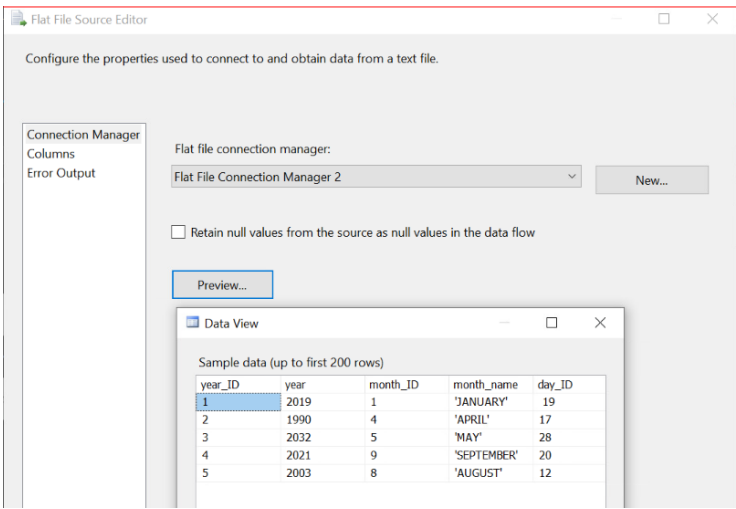 Flat File Source Editor
Configure the properties used to connect to and obtain data from a text file.
Connection Manager
Columns
Error Output
Flat file connection manager:
Flat File Connection Manager 2
New...
Retain null values from the source as null values in the data flow
Preview...
Data View
Sample data (up to first 200 rows)
year_ID year month_ID month_name day_ID
1 2019 1 'JANUARY' 19
2 1990 4 'APRIL' 17
3 2032 5 'MAY' 28
4 2021 9 'SEPTEMBER' 20
5 2003 8 'AUGUST' 12